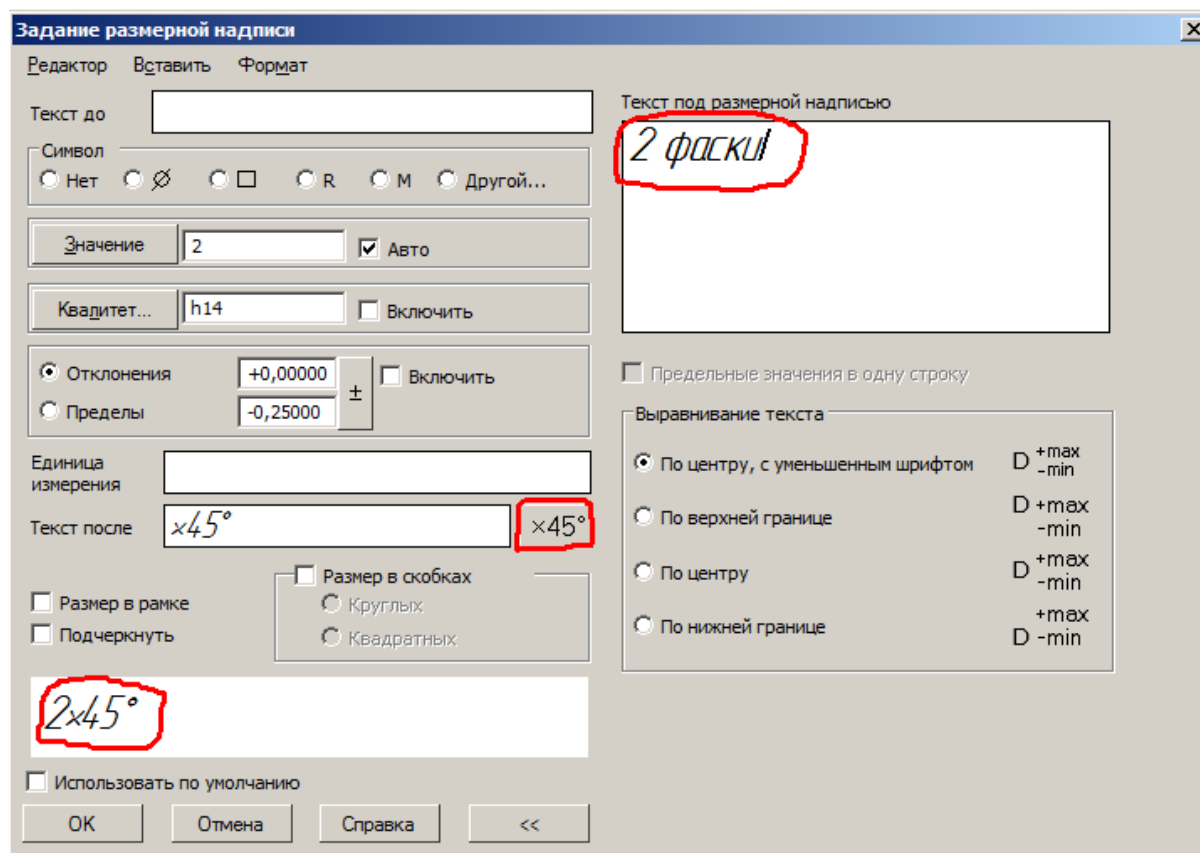 Задание размерной надписи
Редактор Вставить Формат
Текст до
Символ
Нет Ø □ R M Другой...
Значение 2 Авто
Квалитет... h14 Включить
Отклонения +0,00000 ± Включить
Пределы -0,25000
Единица
измерения
Текст после ×45° ×45°
Размер в рамке
Подчеркнуть
Размер в скобках
Круглых
Квадратных
2×45°
Использовать по умолчанию
OK Отмена Справка <<
Текст под размерной надписью
2 фаски
Предельные значения в одну строку
Выравнивание текста
По центру, с уменьшенным шрифтом D +max -min
По верхней границе D +max -min
По центру D +max -min
По нижней границе D +max -min